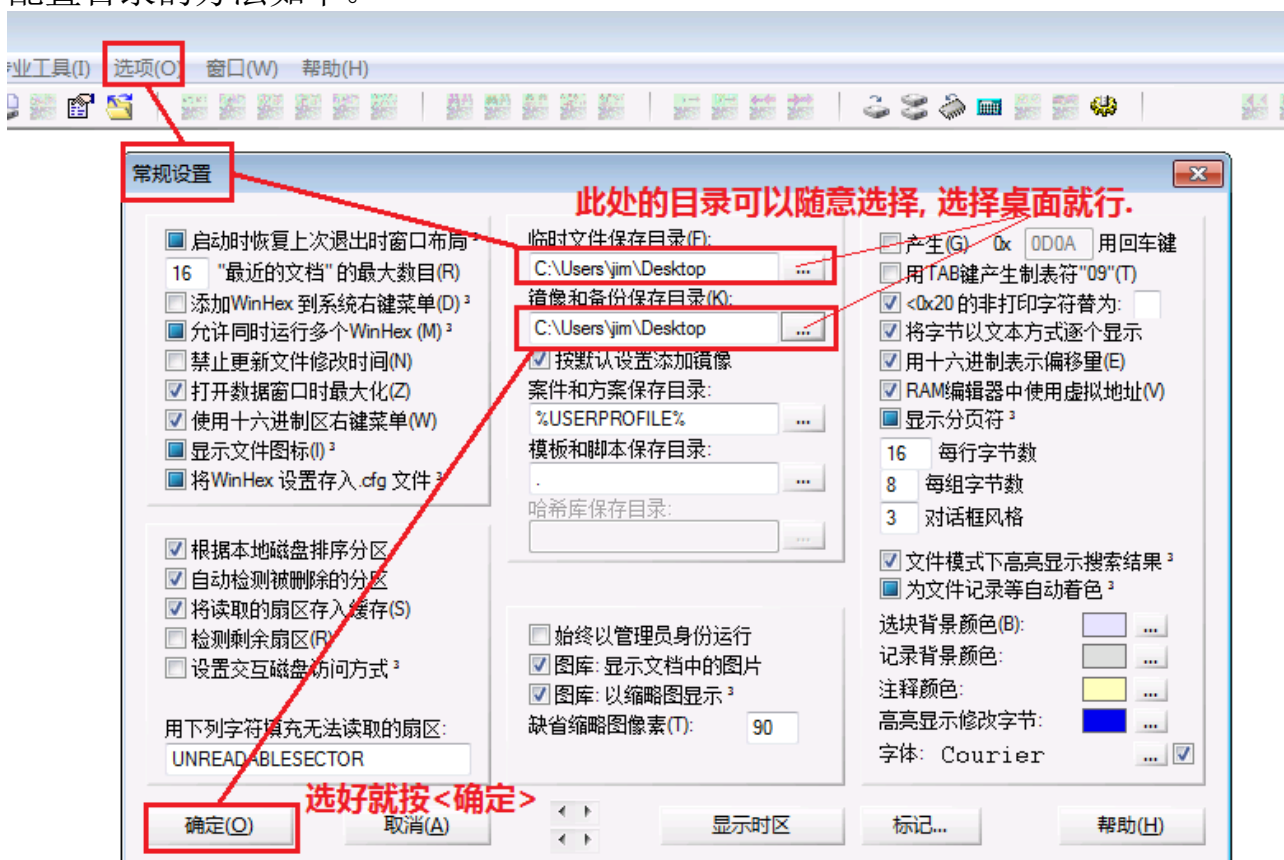 配置目录的方法如下。
业工具(I) 选项(O) 窗口(W) 帮助(H)
常规设置
此处的目录可以随意选择, 选择桌面就行.
启动时恢复上次退出时窗口布局 ³
16 "最近的文档" 的最大数目(R)
添加WinHex 到系统右键菜单(D) ³
允许同时运行多个WinHex (M) ³
禁止更新文件修改时间(N)
打开数据窗口时最大化(Z)
使用十六进制区右键菜单(W)
显示文件图标(I) ³
将WinHex 设置存入.cfg 文件 ³
根据本地磁盘排序分区
自动检测被删除的分区
将读取的扇区存入缓存(S)
检测剩余扇区(R)
设置交互磁盘访问方式 ³
用下列字符填充无法读取的扇区:
UNREADABLESECTOR
临时文件保存目录(F):
C:\Users\jim\Desktop ...
镜像和备份保存目录(K):
C:\Users\jim\Desktop ...
按默认设置添加镜像
案件和方案保存目录:
%USERPROFILE% ...
模板和脚本保存目录:
. ...
哈希库保存目录:
...
始终以管理员身份运行
图库: 显示文档中的图片
图库: 以缩略图显示 ³
缺省缩略图像素(T): 90
产生(G) 0x 0D0A 用回车键
用TAB键产生制表符"09"(T)
<0x20 的非打印字符替为:
将字节以文本方式逐个显示
用十六进制表示偏移量(E)
RAM编辑器中使用虚拟地址(V)
显示分页符 ³
16 每行字节数
8 每组字节数
3 对话框风格
文件模式下高亮显示搜索结果 ³
为文件记录等自动着色 ³
选块背景颜色(B): ...
记录背景颜色: ...
注释颜色: ...
高亮显示修改字节: ...
字体: Courier ...
选好就按<确定>
确定(O) 取消(A) 显示时区 标记... 帮助(H)